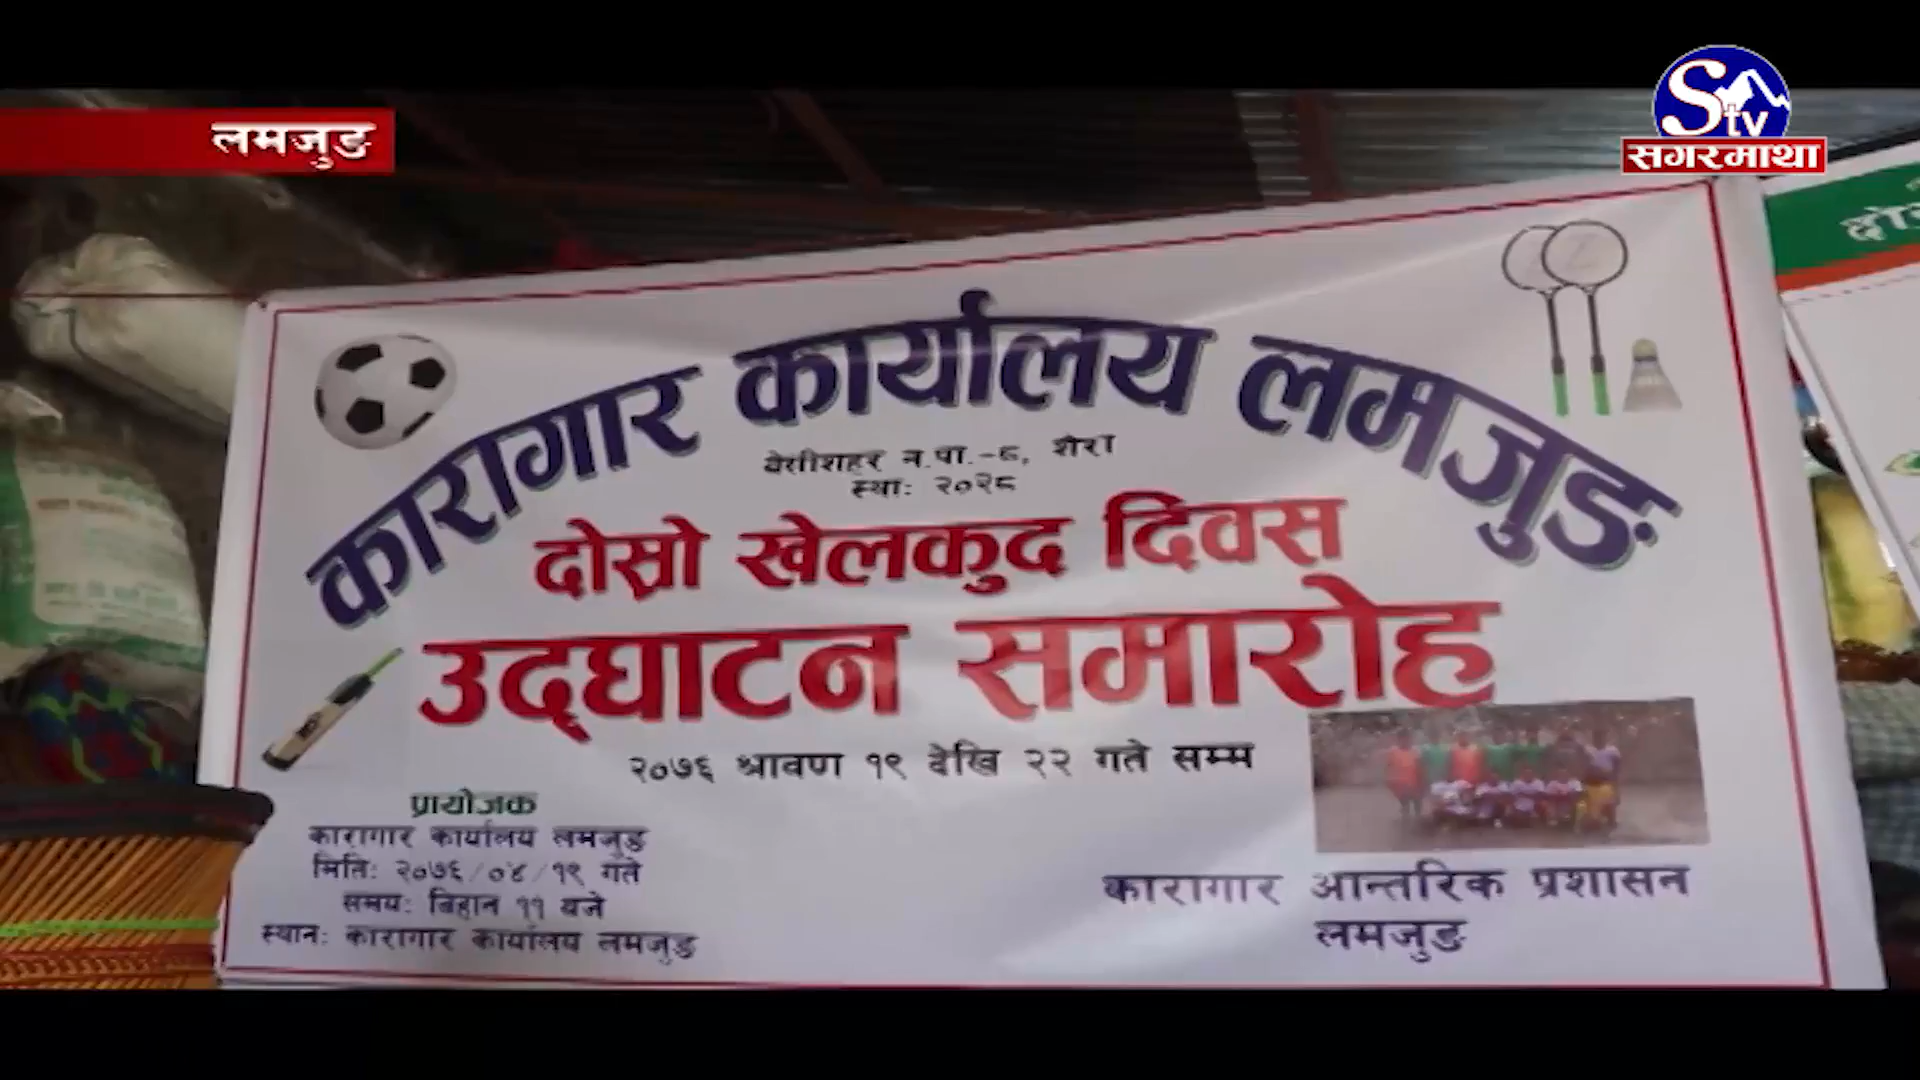 लमजुङ
Stv
सगरमाथा
कारागार कार्यालय लमजुङ
बेसीशहर न.पा.-८, शेरा
स्था: २०२८
दोस्रो खेलकुद दिवस
उद्घाटन समारोह
२०७६ श्रावण १९ देखि २२ गते सम्म
प्रायोजक
कारागार कार्यालय लमजुङ
मिति: २०७६/०४/१९ गते
समय: बिहान ११ बजे
स्थान: कारागार कार्यालय लमजुङ
कारागार आन्तरिक प्रशासन
लमजुङ